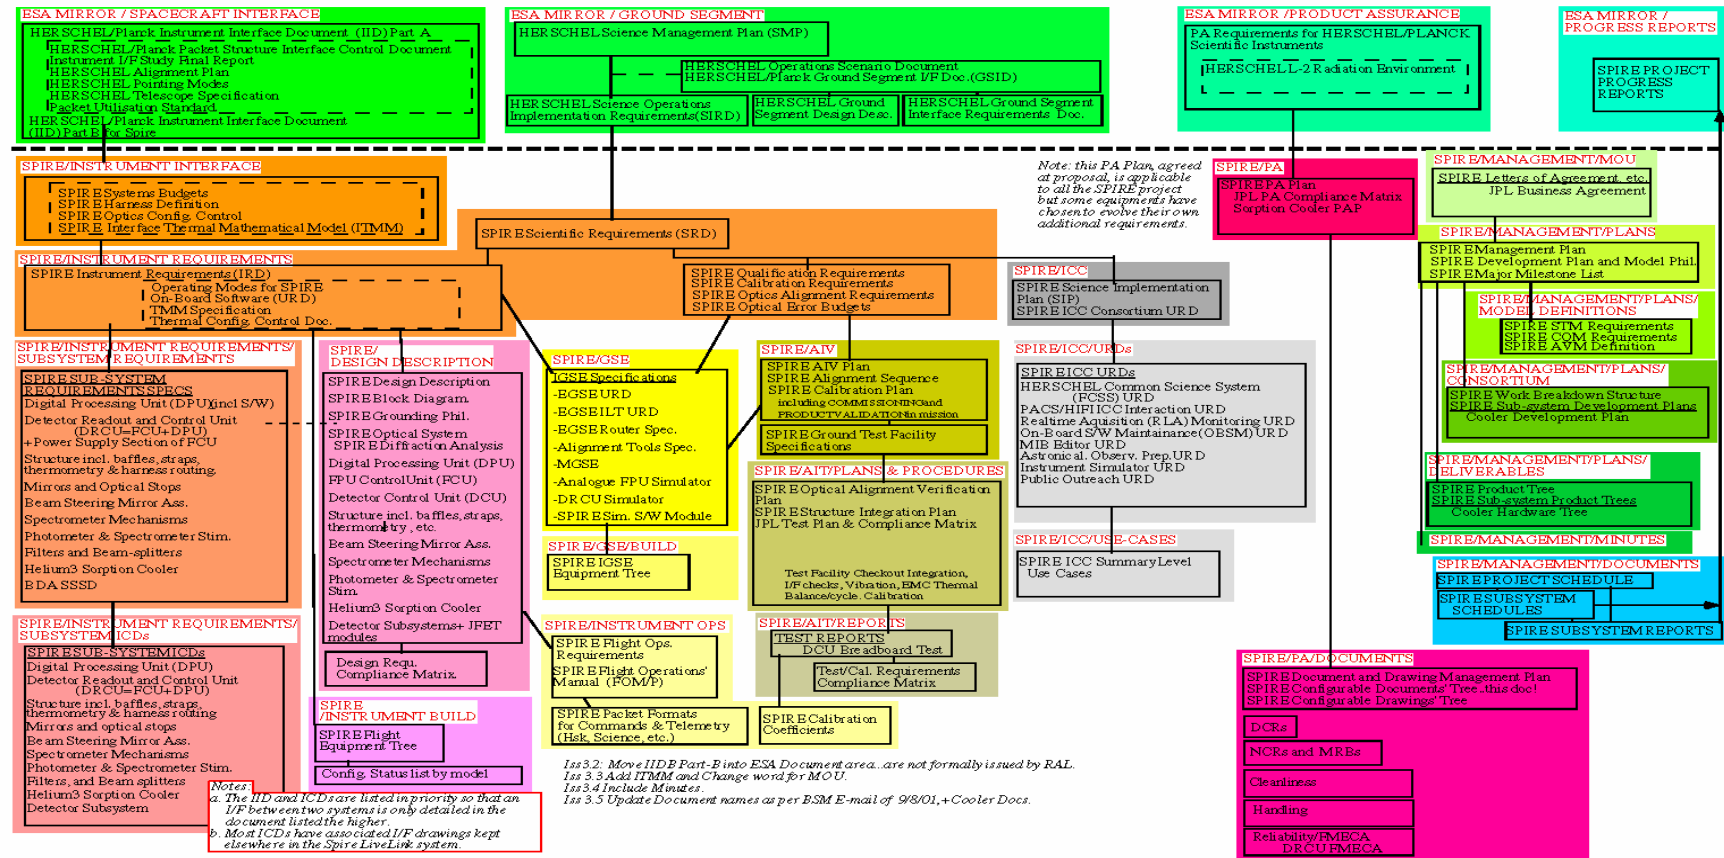 ESA MIRROR / SPACECRAFT INTERFACE
HERSCHEL/Planck Instrument Interface Document (IID) Part A
HERSCHEL/Planck Packet Structure Interface Control Document
Instrument I/F Study Final Report
HERSCHEL Alignment Plan
HERSCHEL Pointing Modes
HERSCHEL Telescope Specification
Packet Utilisation Standard
HERSCHEL/Planck Instrument Interface Document
(IID) Part B for Spire
ESA MIRROR / GROUND SEGMENT
HERSCHEL Science Management Plan (SMP)
HERSCHEL Operations Scenario Document
HERSCHEL/Planck Ground Segment I/F Doc.(GSID)
HERSCHEL Science Operations
Implementation Requirements(SIRD)
HERSCHEL Ground
Segment Design Desc.
HERSCHEL Ground Segment
Interface Requirements Doc.
ESA MIRROR /PRODUCT ASSURANCE
PA Requirements for HERSCHEL/PLANCK
Scientific Instruments
HERSCHELL-2 Radiation Environment
ESA MIRROR /
PROGRESS REPORTS
SPIRE PROJECT
PROGRESS
REPORTS
SPIRE/INSTRUMENT INTERFACE
SPIRE Systems Budgets
SPIRE Harness Definition
SPIRE Optics Config. Control
SPIRE Interface Thermal Mathematical Model (ITMM)
SPIRE Scientific Requirements (SRD)
Note: this PA Plan, agreed
at proposal, is applicable
to all the SPIRE project
but some equipments have
chosen to evolve their own
additional requirements.
SPIRE/PA
SPIRE PA Plan
JPL PA Compliance Matrix
Sorption Cooler PAP
SPIRE/MANAGEMENT/MOU
SPIRE Letters of Agreement, etc.
JPL Business Agreement
SPIRE/MANAGEMENT/PLANS
SPIRE Management Plan
SPIRE Development Plan and Model Phil.
SPIRE Major Milestone List
SPIRE/MANAGEMENT/PLANS/
MODEL DEFINITIONS
SPIRE STM Requirements
SPIRE CQM Requirements
SPIRE AVM Definition
SPIRE/MANAGEMENT/PLANS/
CONSORTIUM
SPIRE Work Breakdown Structure
SPIRE Sub-system Development Plans
Cooler Development Plan
SPIRE/MANAGEMENT/PLANS/
DELIVERABLES
SPIRE Product Tree
SPIRE Sub-system Product Trees
Cooler Hardware Tree
SPIRE/MANAGEMENT/MINUTES
SPIRE/MANAGEMENT/DOCUMENTS
SPIRE PROJECT SCHEDULE
SPIRE SUBSYSTEM
SCHEDULES
SPIRE SUBSYSTEM REPORTS
SPIRE/INSTRUMENT REQUIREMENTS
SPIRE Instrument Requirements (IRD)
Operating Modes for SPIRE
On-Board Software (URD)
TMM Specification
Thermal Config. Control Doc.
SPIRE Qualification Requirements
SPIRE Calibration Requirements
SPIRE Optics Alignment Requirements
SPIRE Optical Error Budgets
SPIRE/ICC
SPIRE Science Implementation
Plan (SIP)
SPIRE ICC Consortium URD
SPIRE/INSTRUMENT REQUIREMENTS/
SUBSYSTEM REQUIREMENTS
SPIRE SUB-SYSTEM
REQUIREMENTS SPECS
Digital Processing Unit (DPU)(incl S/W)
Detector Readout and Control Unit
(DRCU=FCU+DPU)
+Power Supply Section of FCU
Structure incl. baffles, straps,
thermometry & harness routing.
Mirrors and Optical Stops
Beam Steering Mirror Ass.
Spectrometer Mechanisms
Photometer & Spectrometer Stim.
Filters and Beam-splitters
Helium3 Sorption Cooler
BDA SSSD
SPIRE/
DESIGN DESCRIPTION
SPIRE Design Description
SPIRE Block Diagram.
SPIRE Grounding Phil.
SPIRE Optical System
SPIRE Diffraction Analysis
Digital Processing Unit (DPU)
FPU ControlUnit (FCU)
Detector Control Unit (DCU)
Structure incl. baffles, straps,
thermometry , etc.
Beam Steering Mirror Ass.
Spectrometer Mechanisms
Photometer & Spectrometer
Stim.
Helium3 Sorption Cooler
Detector Subsystems+ JFET
modules
Design Requ.
Compliance Matrix.
SPIRE/GSE
IGSE Specifications
-EGSE URD
-EGSE ILT URD
-EGSE Router Spec.
-Alignment Tools Spec.
-MGSE
-Analogue FPU Simulator
-DRCU Simulator
-SPIRE Sim. S/W Module
SPIRE/GSE/BUILD
SPIRE IGSE
Equipment Tree
SPIRE/AIV
SPIRE AIV Plan
SPIRE Alignment Sequence
SPIRE Calibration Plan
including COMMISSIONING and
PRODUCT VALIDATION in mission
SPIRE Ground Test Facility
Specifications
SPIRE/AIT/PLANS & PROCEDURES
SPIRE Optical Alignment Verification
Plan
SPIRE Structure Integration Plan
JPL Test Plan & Compliance Matrix
Test Facility Checkout Integration,
I/F checks, Vibration, EMC Thermal
Balance/cycle. Calibration
SPIRE/ICC/URDs
SPIRE ICC URDs
HERSCHEL Common Science System
(FCSS) URD
PACS/HIFI ICC Interaction URD
Realtime Aquisition (RLA) Monitoring URD
On-Board S/W Maintainance (OBSM) URD
MIB Editor URD
Astronical. Observ. Prep. URD
Instrument Simulator URD
Public Outreach URD
SPIRE/ICC/USE-CASES
SPIRE ICC Summary Level
Use Cases
SPIRE/INSTRUMENT REQUIREMENTS/
SUBSYSTEM ICDs
SPIRE SUB-SYSTEM ICDs
Digital Processing Unit (DPU)
Detector Readout and Control Unit
(DRCU=FCU+DPU)
Structure incl. baffles, straps,
thermometry & harness routing
Mirrors and optical stops
Beam Steering Mirror Ass.
Spectrometer Mechanisms
Photometer & Spectrometer Stim.
Filters, and Beam splitters
Helium3 Sorption Cooler
Detector Subsystem
SPIRE
/INSTRUMENT BUILD
SPIRE Flight
Equipment Tree
Config. Status list by model
SPIRE/INSTRUMENT OPS
SPIRE Flight Ops.
Requirements
SPIRE Flight Operations'
Manual (FOM/P)
SPIRE Packet Formats
for Commands & Telemetry
(Hsk, Science, etc.)
SPIRE/AIT/REPORTS
TEST REPORTS
DCU Breadboard Test
Test/Cal. Requirements
Compliance Matrix
SPIRE Calibration
Coefficients
SPIRE/PA/DOCUMENTS
SPIRE Document and Drawing Management Plan
SPIRE Configurable Documents' Tree..this doc!
SPIRE Configurable Drawings' Tree
DCRs
NCRs and MRBs
Cleanliness
Handling
Reliability/FMECA
DRCU FMECA
Iss 3.2: Move IIDB Part-B into ESA Document area...are not formally issued by RAL.
Iss 3.3 Add ITMM and Change word for MOU.
Iss 3.4 Include Minutes.
Iss 3.5 Update Document names as per BSM E-mail of 9/8/01,+Cooler Docs.
Notes:
a. The IID and ICDs are listed in priority so that an
I/F between two systems is only detailed in the
document listed the higher.
b. Most ICDs have associated I/F drawings kept
elsewhere in the Spire LiveLink system.